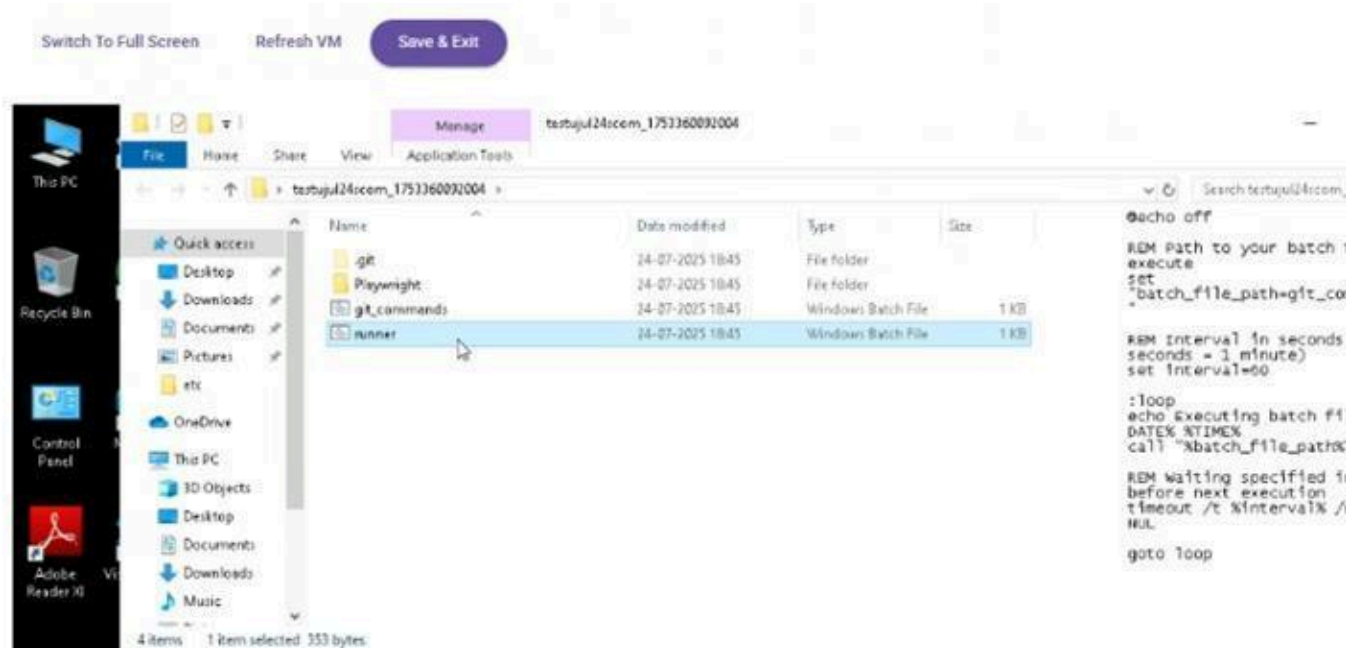 Switch To Full Screen Refresh VM Save & Exit
Manage testujul24scom_1753360092004
File Home Share View Application Tools
testujul24scom_1753360092004 Search testujul24scom_
This PC
Recycle Bin
Control Panel
Adobe Reader XI
Quick access
Desktop
Downloads
Documents
Pictures
etc
OneDrive
This PC
3D Objects
Desktop
Documents
Downloads
Music
Name Date modified Type Size
.git 24-07-2025 18:45 File folder
Playwright 24-07-2025 18:45 File folder
git_commands 24-07-2025 18:45 Windows Batch File 1 KB
runner 24-07-2025 18:45 Windows Batch File 1 KB
@echo off
REM Path to your batch
execute
set
"batch_file_path=git_co
"
REM Interval in seconds
seconds = 1 minute)
set interval=60
:loop
echo Executing batch fi
DATE% %TIME%
call "%batch_file_path%
REM Waiting specified in
before next execution
timeout /t %interval% /
NUL
goto loop
4 items 1 item selected 353 bytes